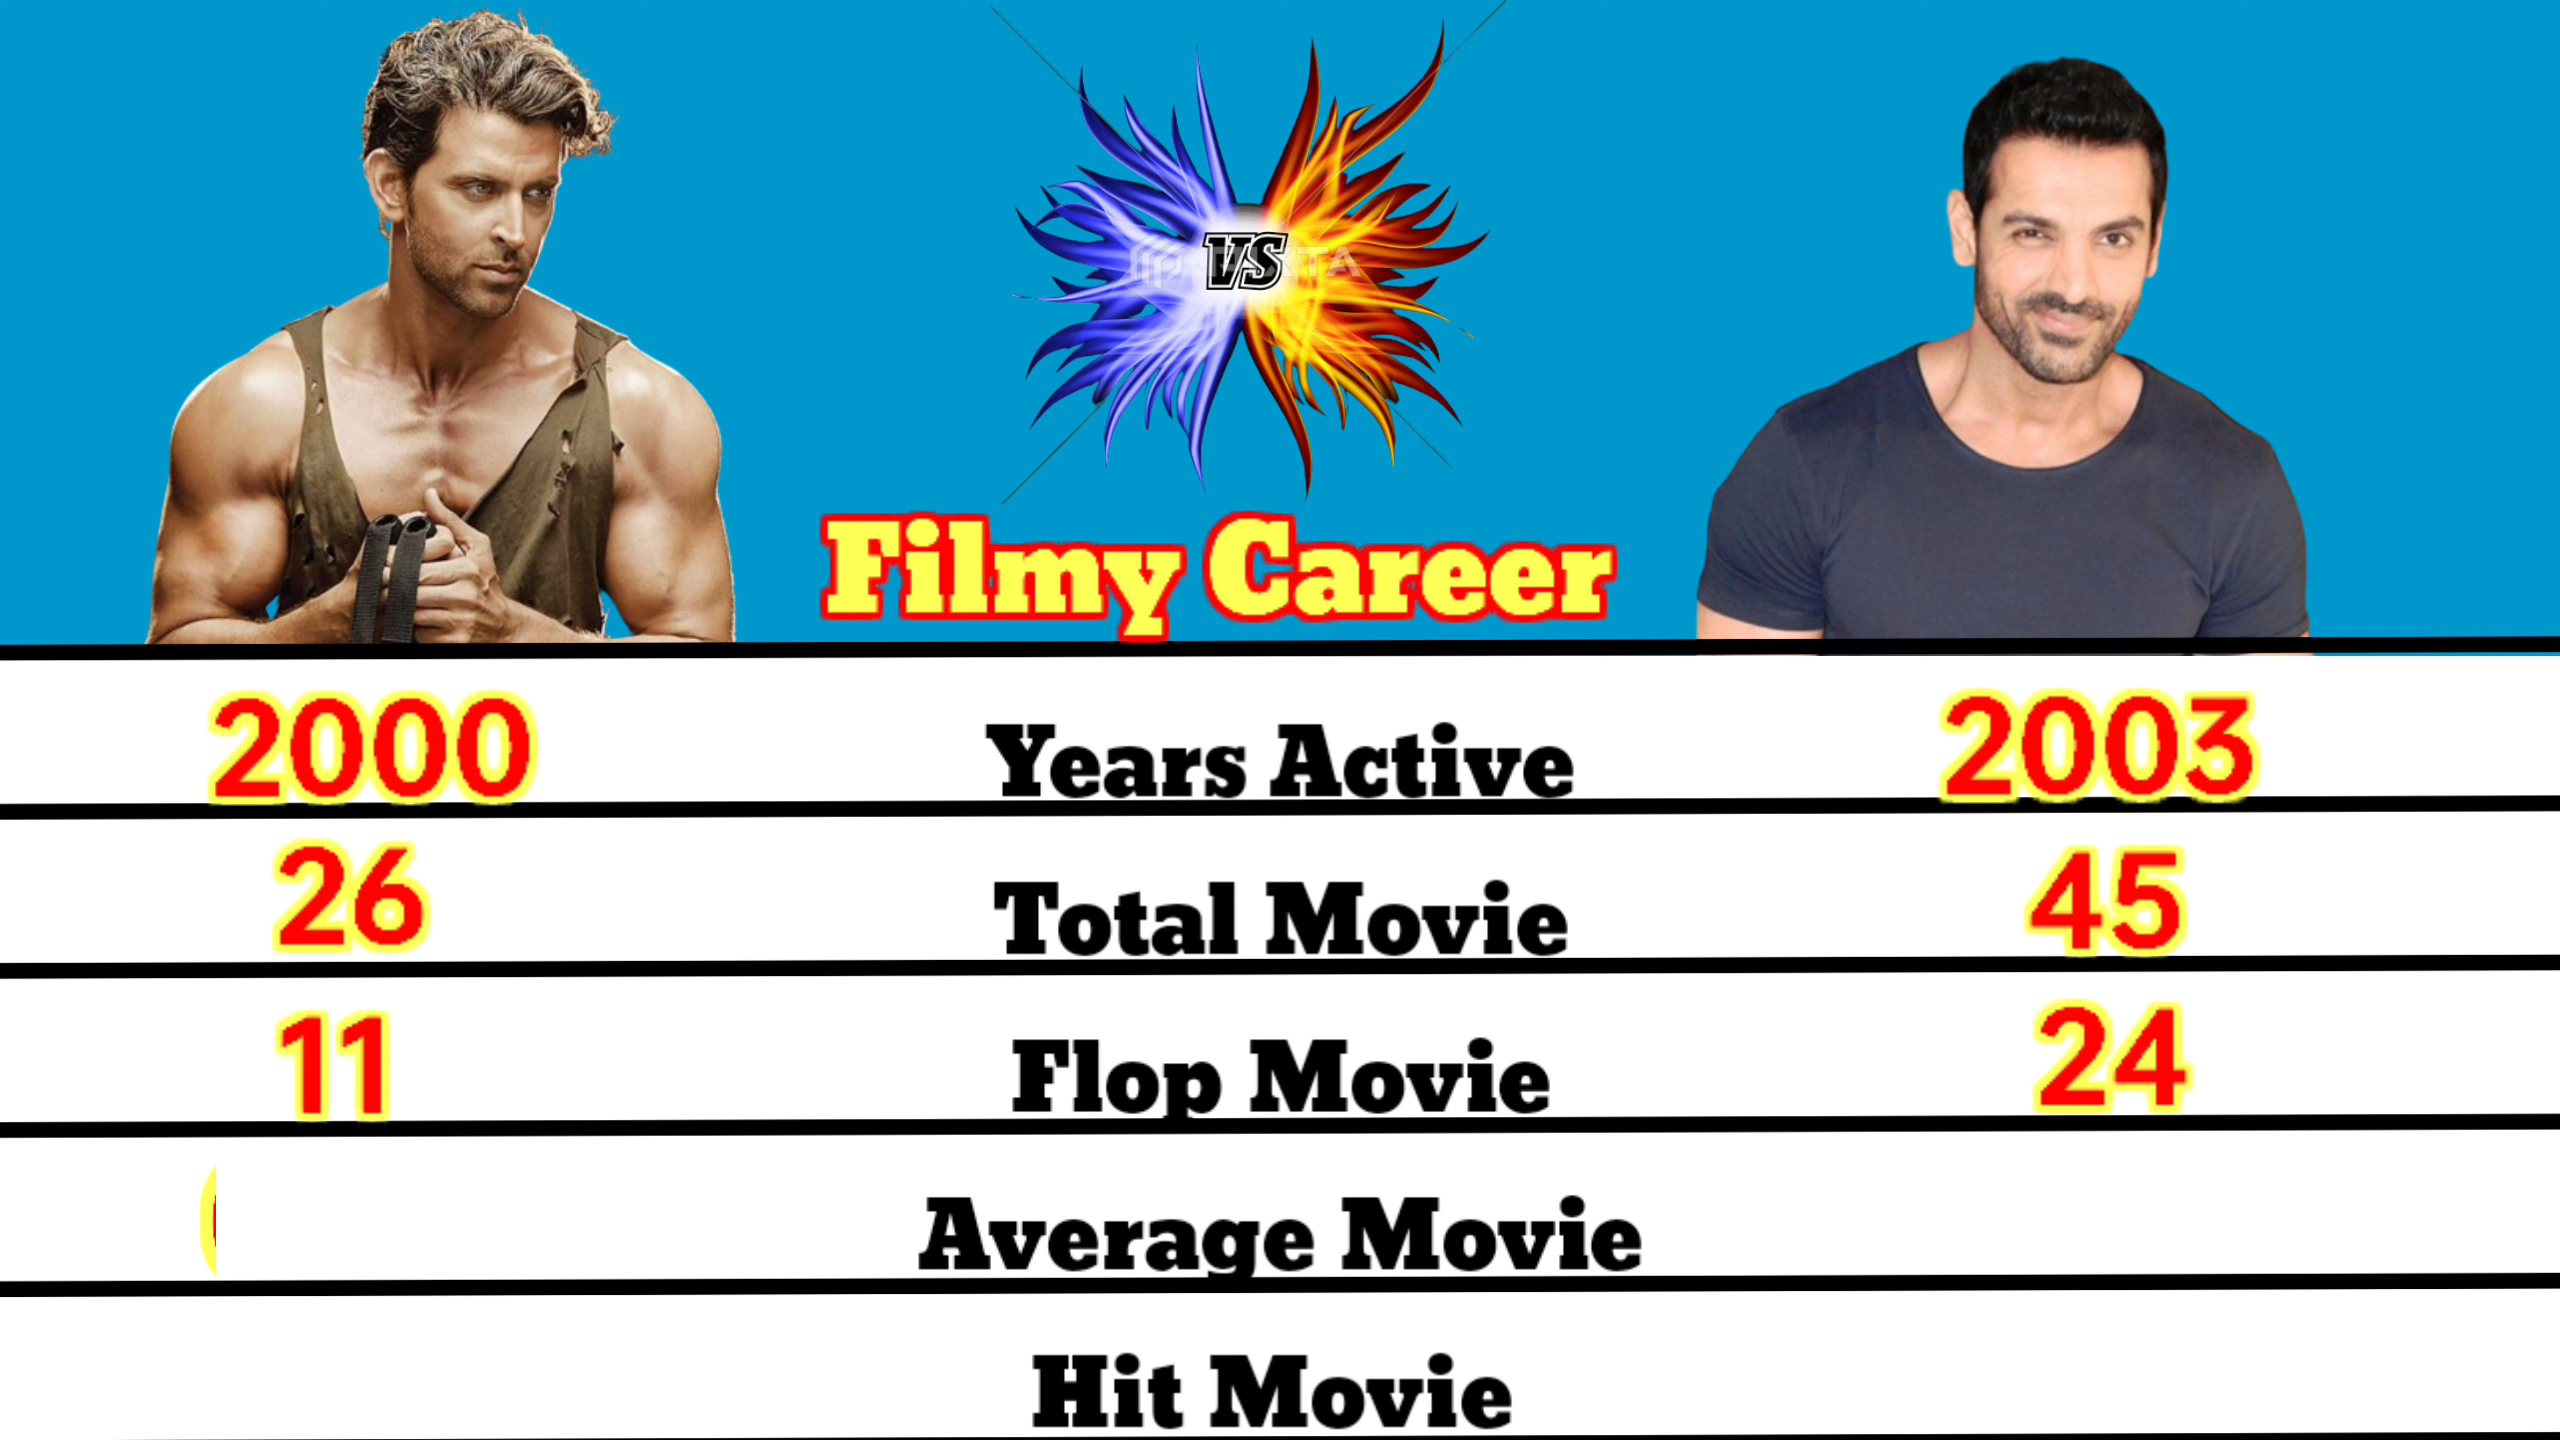 VS
Filmy Career
2000 Years Active 2003
26 Total Movie 45
11 Flop Movie 24
Average Movie
Hit Movie